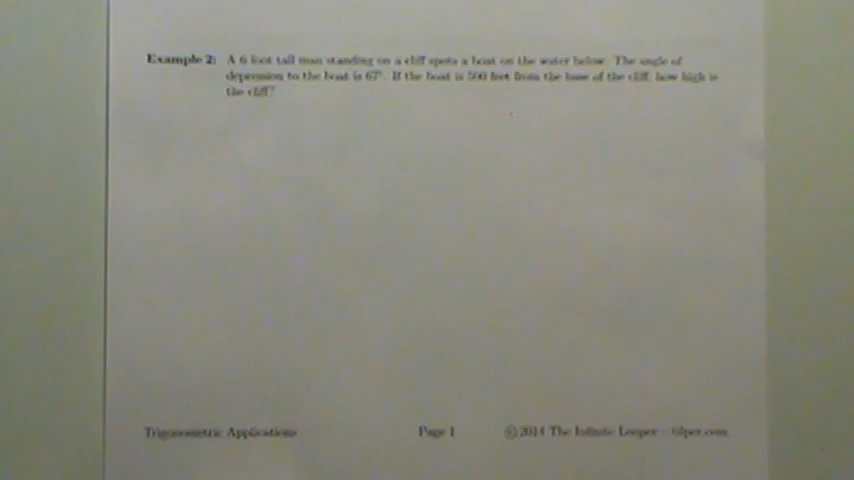 Example 2: A 6 foot tall man standing on a cliff spots a boat on the water below. The angle of
depression to the boat is 67°. If the boat is 500 feet from the base of the cliff, how high is
the cliff?
Trigonometric Applications Page 1 ©2014 The Infinite Looper – tilper.com